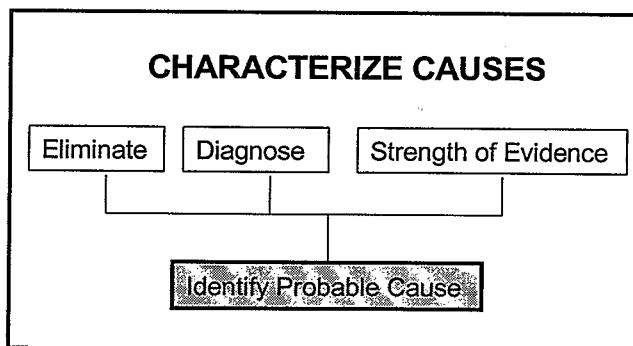 CHARACTERIZE CAUSES
Eliminate
Diagnose
Strength of Evidence
Identify Probable Cause